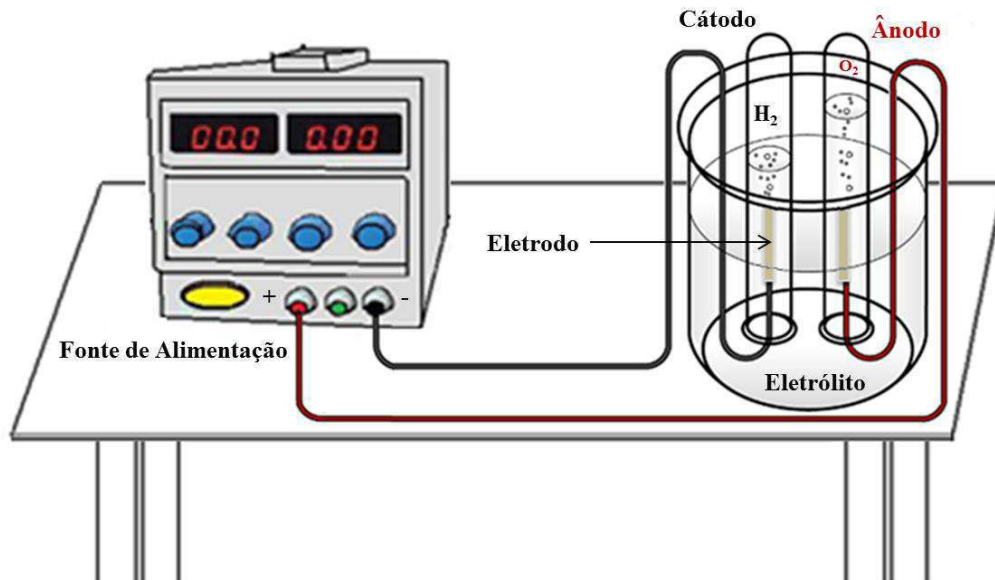 Cátodo
Ânodo
O₂
H₂
00.0
0.00
Eletrodo
+
-
Fonte de Alimentação
Eletrólito